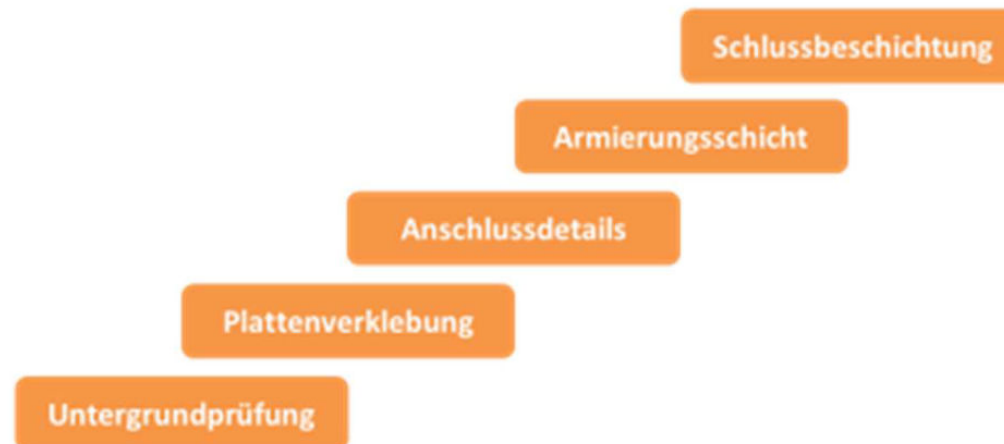 Schlussbeschichtung
Armierungsschicht
Anschlussdetails
Plattenverklebung
Untergrundprüfung